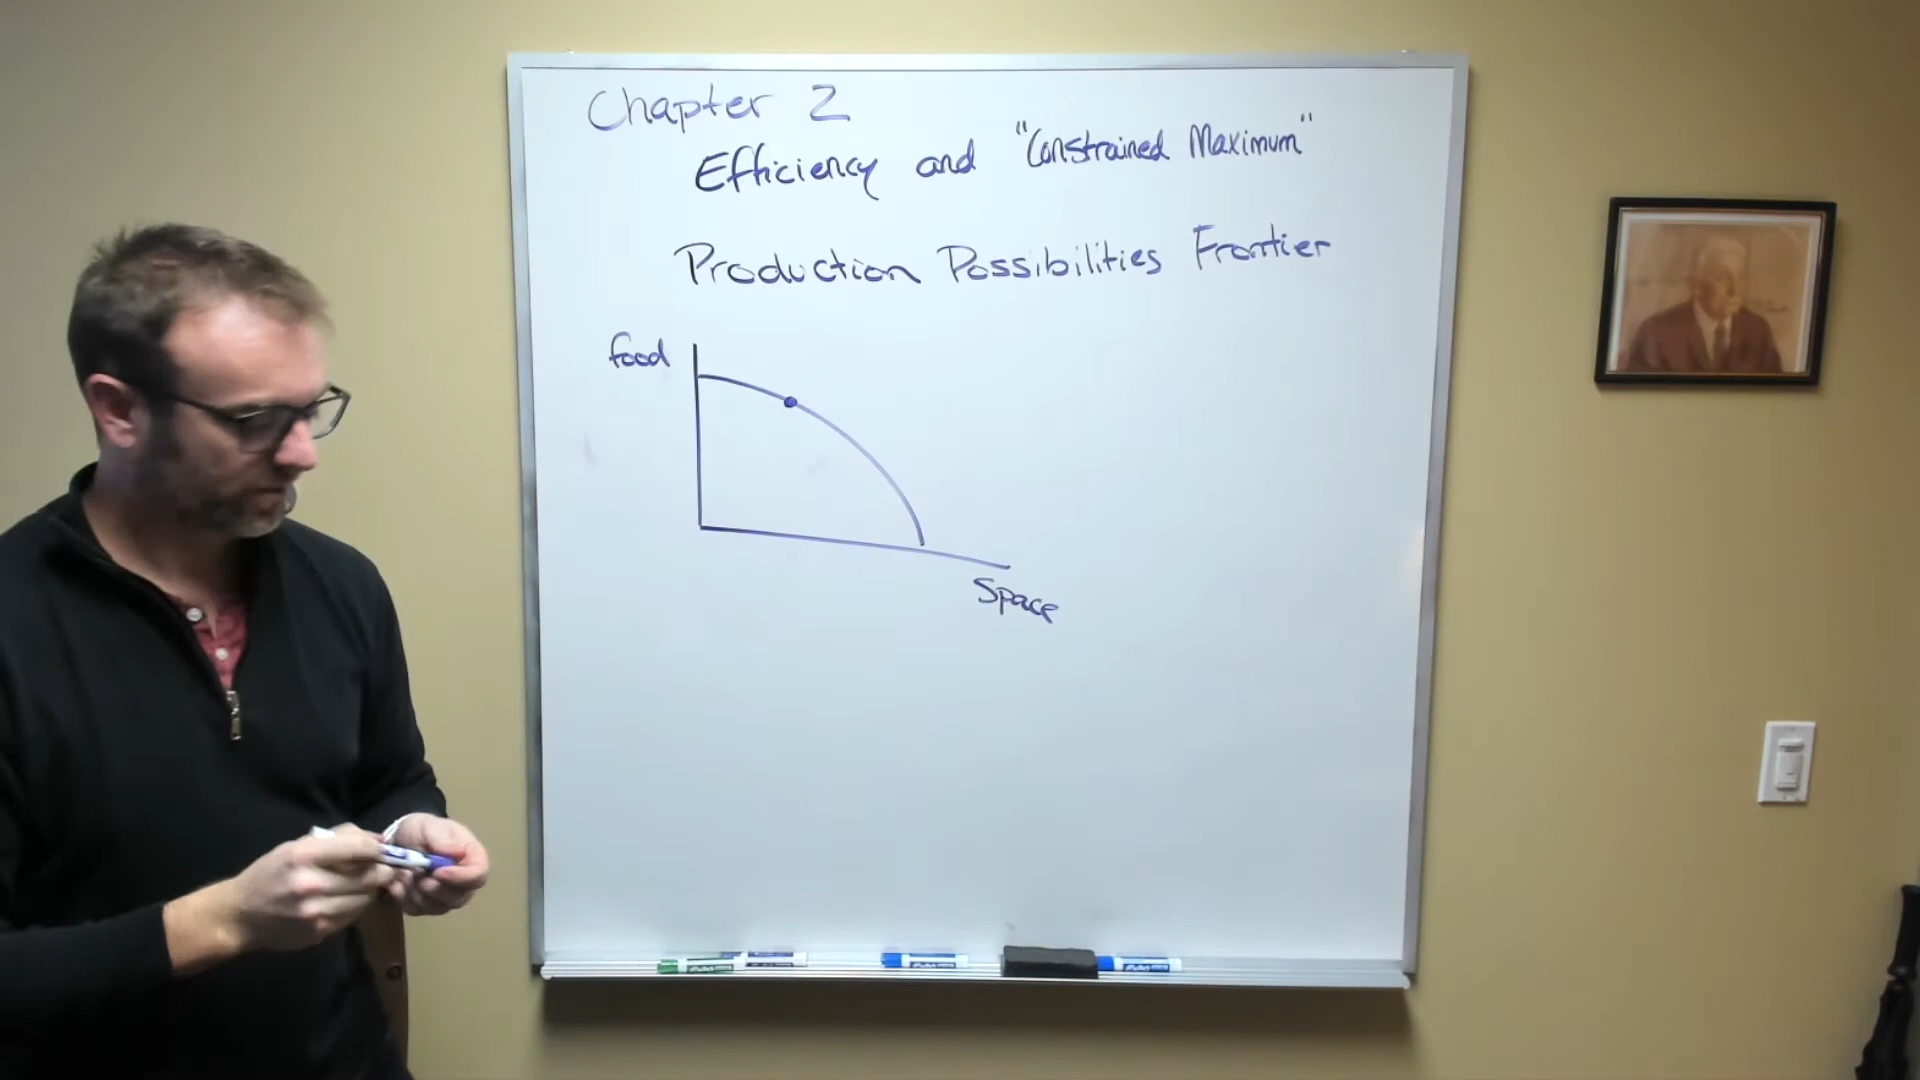 Chapter 2
Efficiency and "Constrained Maximum"
Production Possibilities Frontier
food
Space